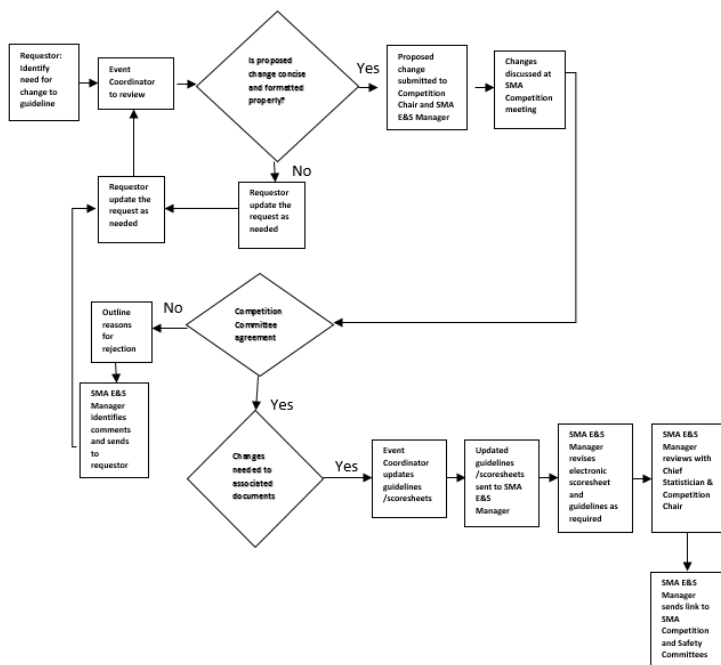 Requestor:
Identify
need for
change to
guideline
Event
Coordinator
to review
Is proposed
change concise
and formatted
properly?
Yes
Proposed
change
submitted to
Competition
Chair and SMA
E&S Manager
Changes
discussed at
SMA
Competition
meeting
No
Requestor
update the
request as
needed
Requestor
update the
request as
needed
Competition
Committee
agreement
No
Outline
reasons
for
rejection
SMA E&S
Manager
identifies
comments
and sends
to
requestor
Yes
Changes
needed to
associated
documents
Yes
Event
Coordinator
updates
guidelines
/scoresheets
Updated
guidelines
/scoresheets
sent to SMA
E&S
Manager
SMA E&S
Manager
revises
electronic
scoresheet
and
guidelines as
required
SMA E&S
Manager
reviews with
Chief
Statistician &
Competition
Chair
SMA E&S
Manager
sends link to
SMA
Competition
and Safety
Committees